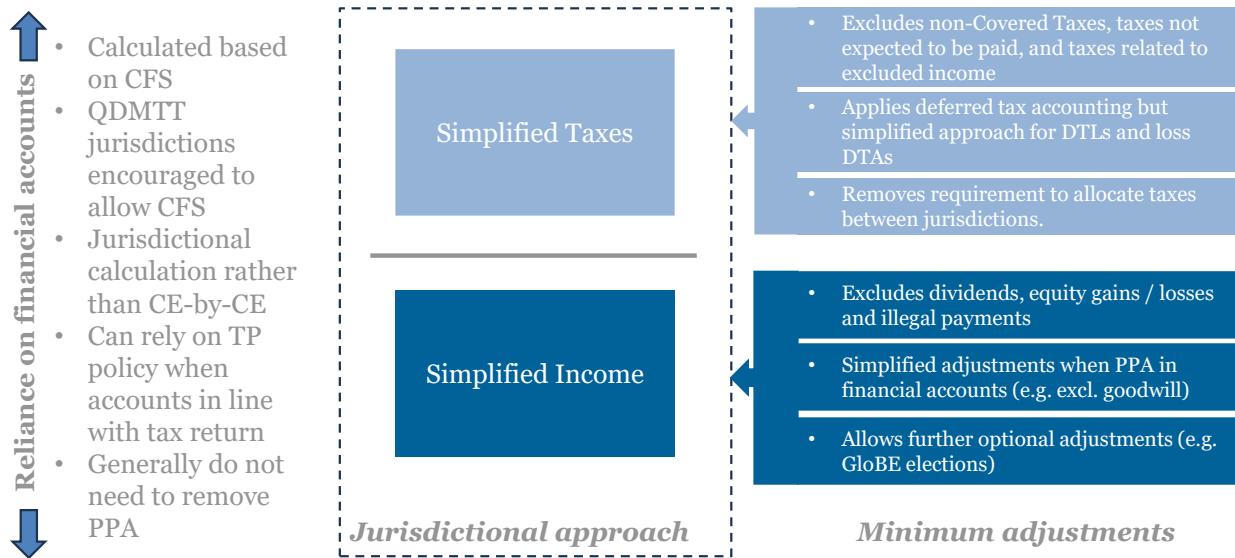 Reliance on financial accounts
• Calculated based
on CFS
• QDMTT
jurisdictions
encouraged to
allow CFS
• Jurisdictional
calculation rather
than CE-by-CE
• Can rely on TP
policy when
accounts in line
with tax return
• Generally do not
need to remove
PPA
Simplified Taxes
Simplified Income
Jurisdictional approach
• Excludes non-Covered Taxes, taxes not
expected to be paid, and taxes related to
excluded income
• Applies deferred tax accounting but
simplified approach for DTLs and loss
DTAs
• Removes requirement to allocate taxes
between jurisdictions.
• Excludes dividends, equity gains / losses
and illegal payments
• Simplified adjustments when PPA in
financial accounts (e.g. excl. goodwill)
• Allows further optional adjustments (e.g.
GloBE elections)
Minimum adjustments